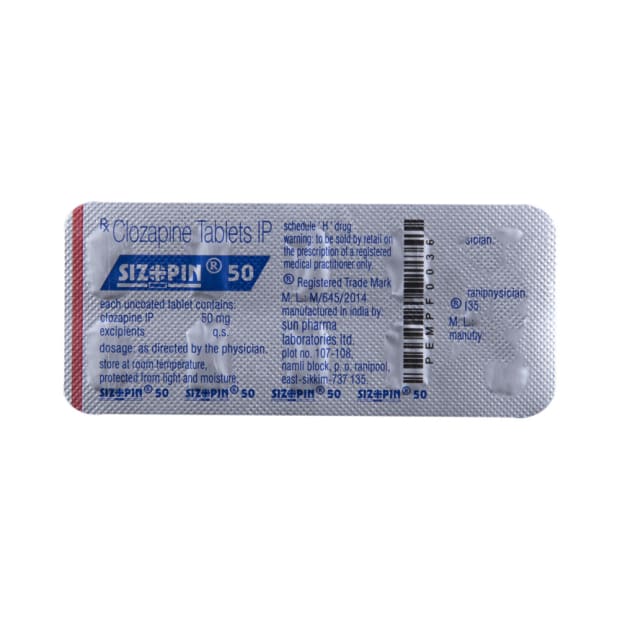 Rx Clozapine Tablets IP
SIZOPIN ® 50
each uncoated tablet contains:
clozapine IP 50 mg
excipients q.s.
dosage: as directed by the physician.
store at room temperature,
protected from light and moisture.
SIZOPIN ® 50 SIZOPIN ® 50 SIZOPIN ® 50 SIZOPIN ® 50
schedule 'H' drug
warning: to be sold by retail on
the prescription of a registered
medical practitioner only.
® Registered Trade Mark
M. L. M/645/2014
manufactured in india by:
sun pharma
laboratories ltd.
plot no. 107-108,
namli block, p. o. ranipool,
east-sikkim-737 135.
PEMPF0036
sician.
raniphysician
® 135
M. L.